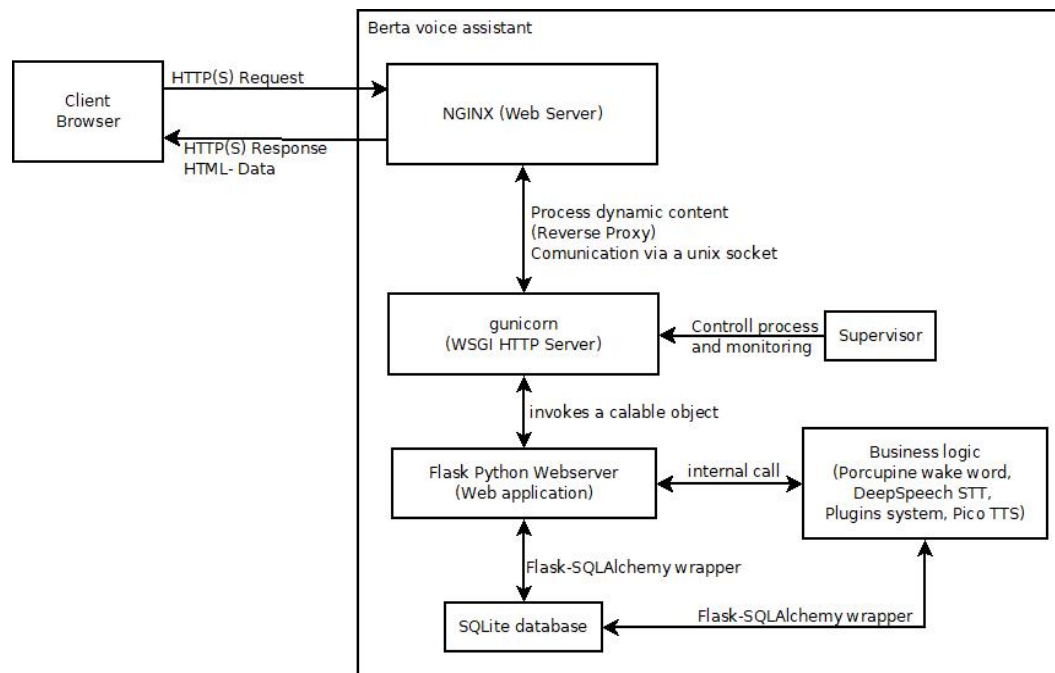 Berta voice assistant
Client
Browser
HTTP(S) Request
HTTP(S) Response
HTML- Data
NGINX (Web Server)
Process dynamic content
(Reverse Proxy)
Comunication via a unix socket
gunicorn
(WSGI HTTP Server)
Controll process
and monitoring
Supervisor
invokes a calable object
Flask Python Webserver
(Web application)
internal call
Business logic
(Porcupine wake word,
DeepSpeech STT,
Plugins system, Pico TTS)
Flask-SQLAlchemy wrapper
SQLite database
Flask-SQLAlchemy wrapper